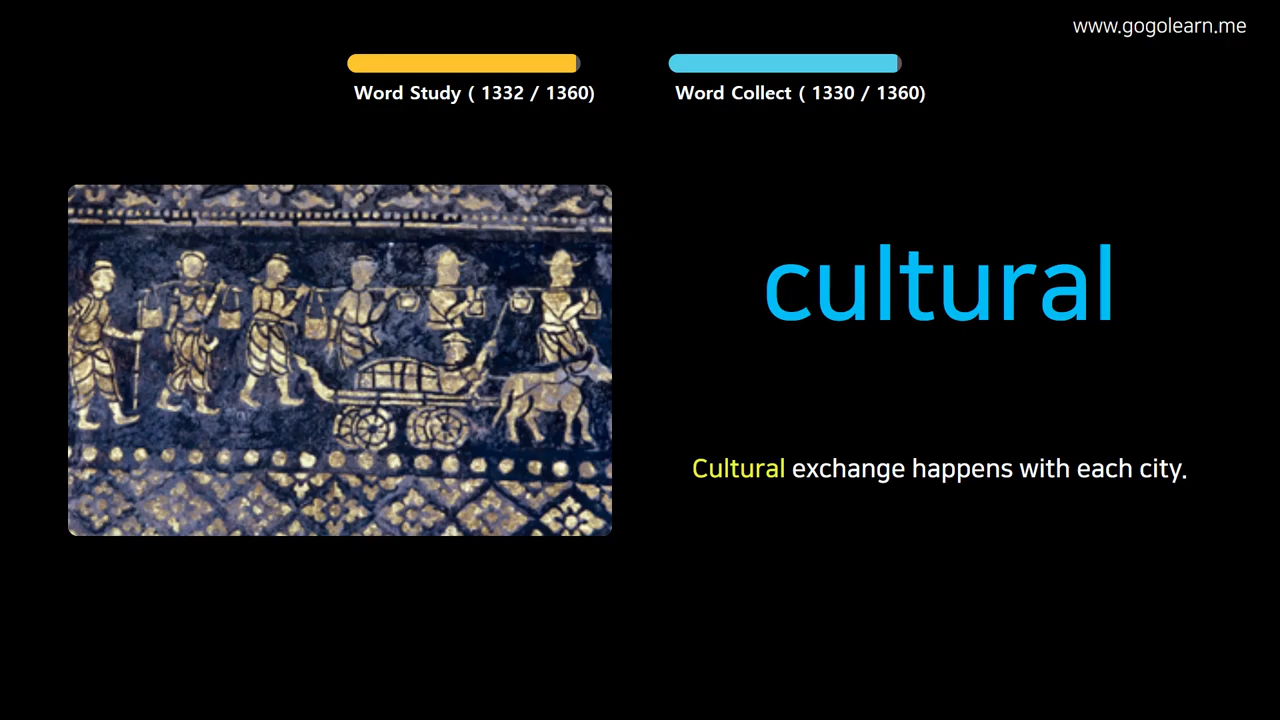 www.gogolearn.me
Word Study ( 1332 / 1360)
Word Collect ( 1330 / 1360)
cultural
Cultural exchange happens with each city.